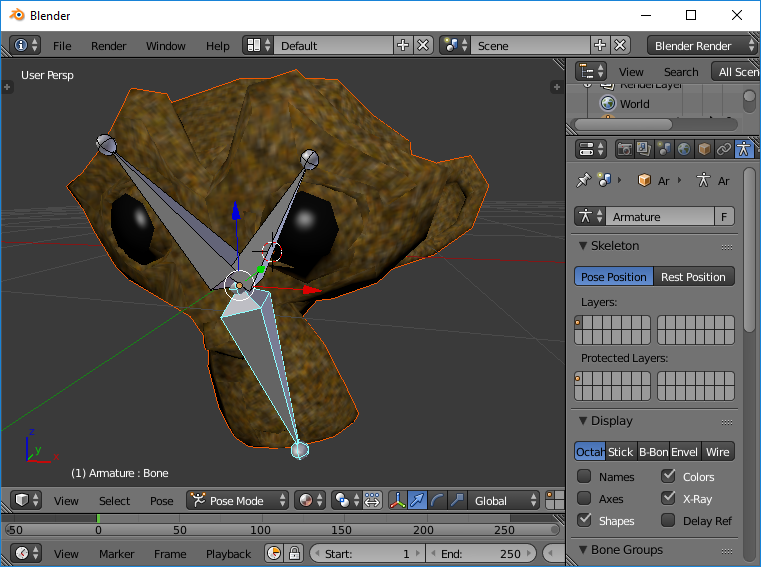 Blender
File Render Window Help Default Scene Blender Render
User Persp
View Search All Scen
RenderLayer
World
Ar Ar
Armature F
Skeleton
Pose Position Rest Position
Layers:
Protected Layers:
Display
Octah Stick B-Bon Envel Wire
Names Colors
Axes X-Ray
Shapes Delay Ref
Bone Groups
z
y
x
(1) Armature : Bone
View Select Pose Pose Mode Global
-50 0 50 100 150 200 250
View Marker Frame Playback Start: 1 End: 250